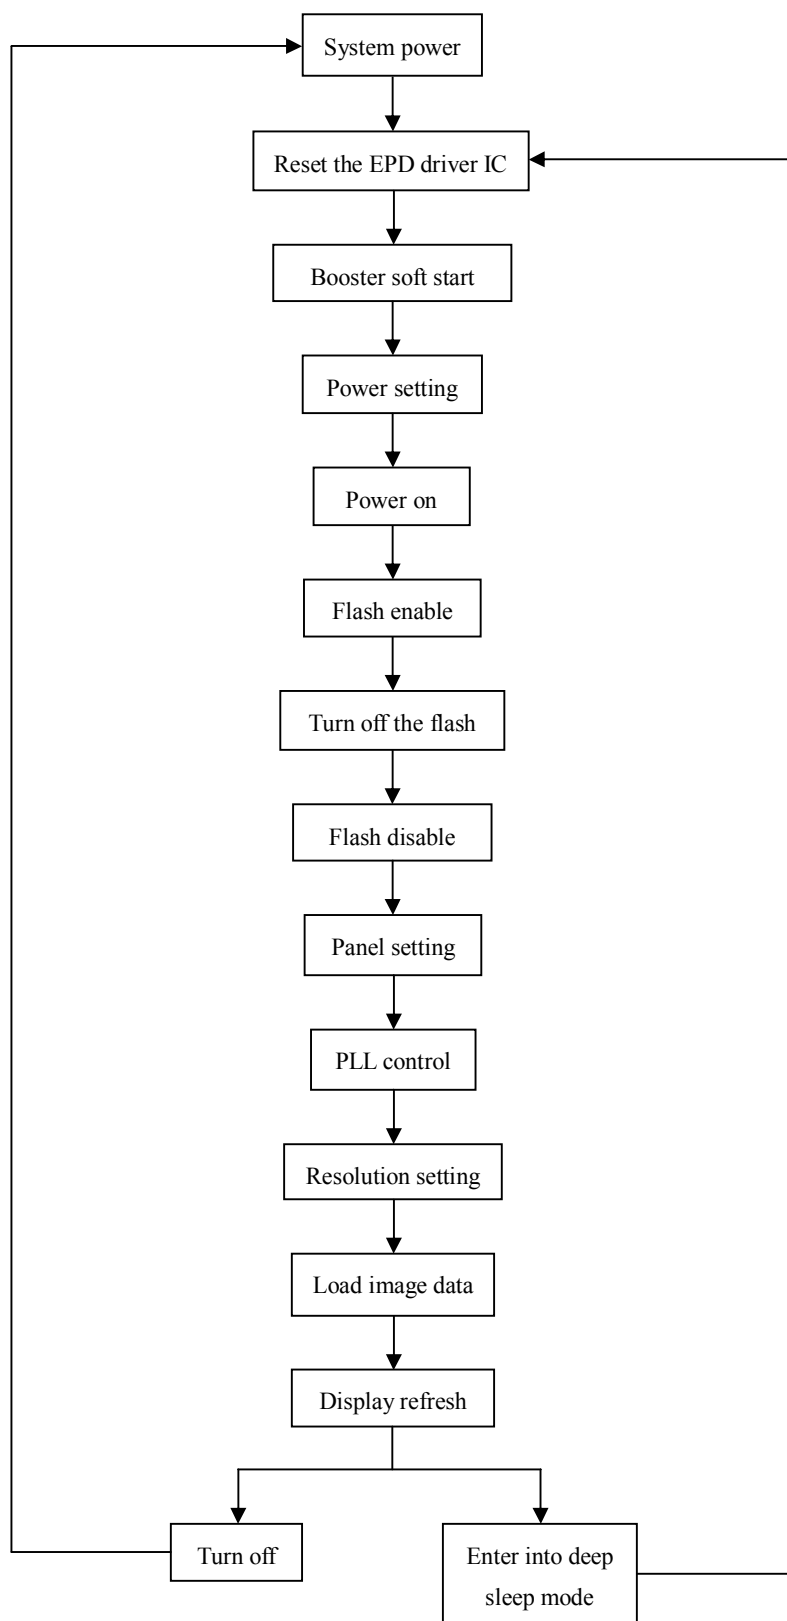 System power
Reset the EPD driver IC
Booster soft start
Power setting
Power on
Flash enable
Turn off the flash
Flash disable
Panel setting
PLL control
Resolution setting
Load image data
Display refresh
Turn off
Enter into deep
sleep mode